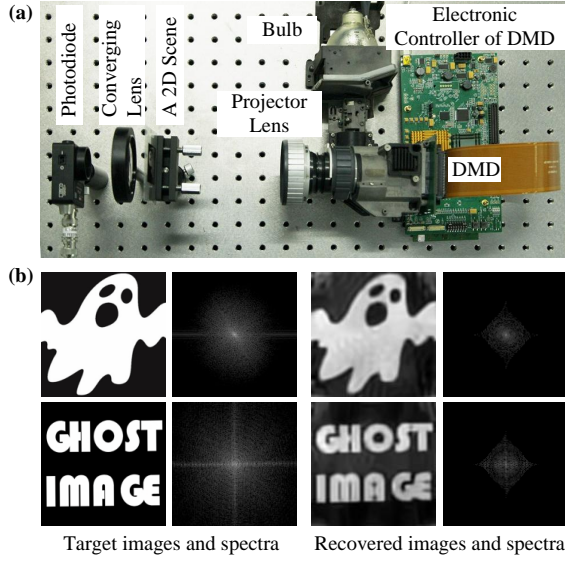 (a)
Photodiode
Converging
Lens
A 2D Scene
Bulb
Projector
Lens
Electronic
Controller of DMD
DMD
(b)
GHOST
IMAGE
GHOST
IMAGE
Target images and spectra
Recovered images and spectra